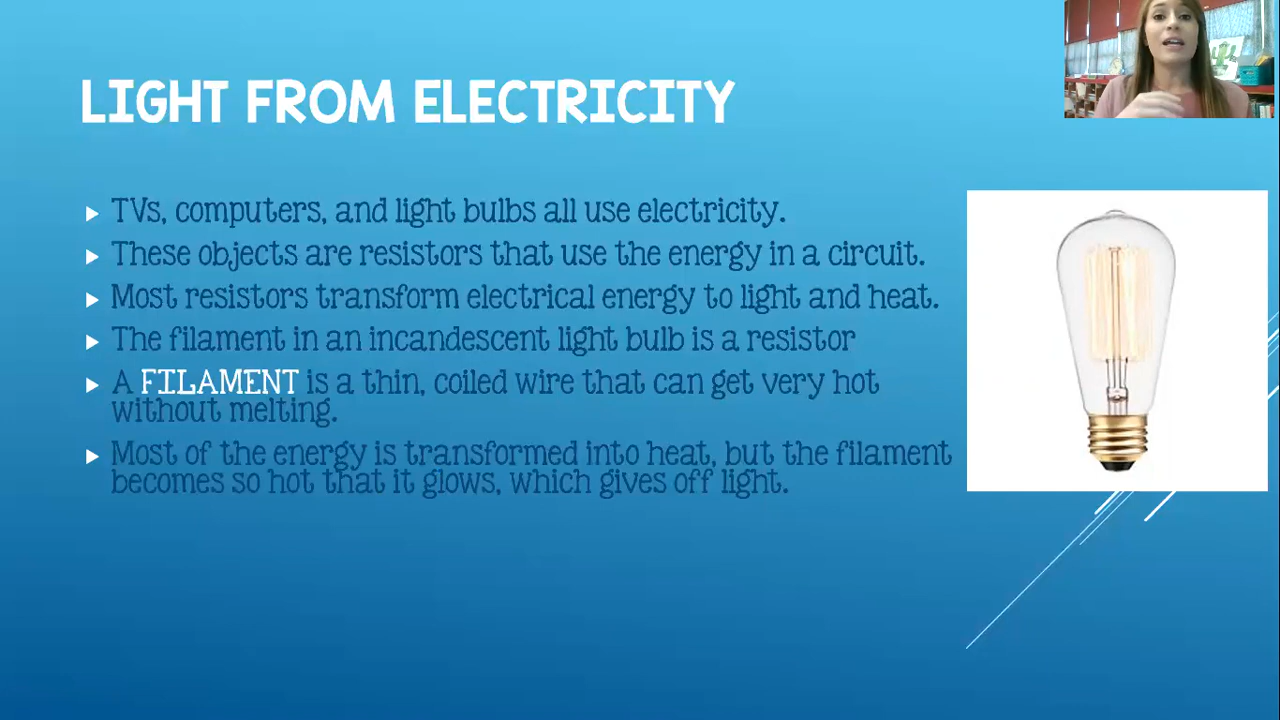 LIGHT FROM ELECTRICITY
TVs, computers, and light bulbs all use electricity.
These objects are resistors that use the energy in a circuit.
Most resistors transform electrical energy to light and heat.
The filament in an incandescent light bulb is a resistor
A FILAMENT is a thin, coiled wire that can get very hot
without melting.
Most of the energy is transformed into heat, but the filament
becomes so hot that it glows, which gives off light.